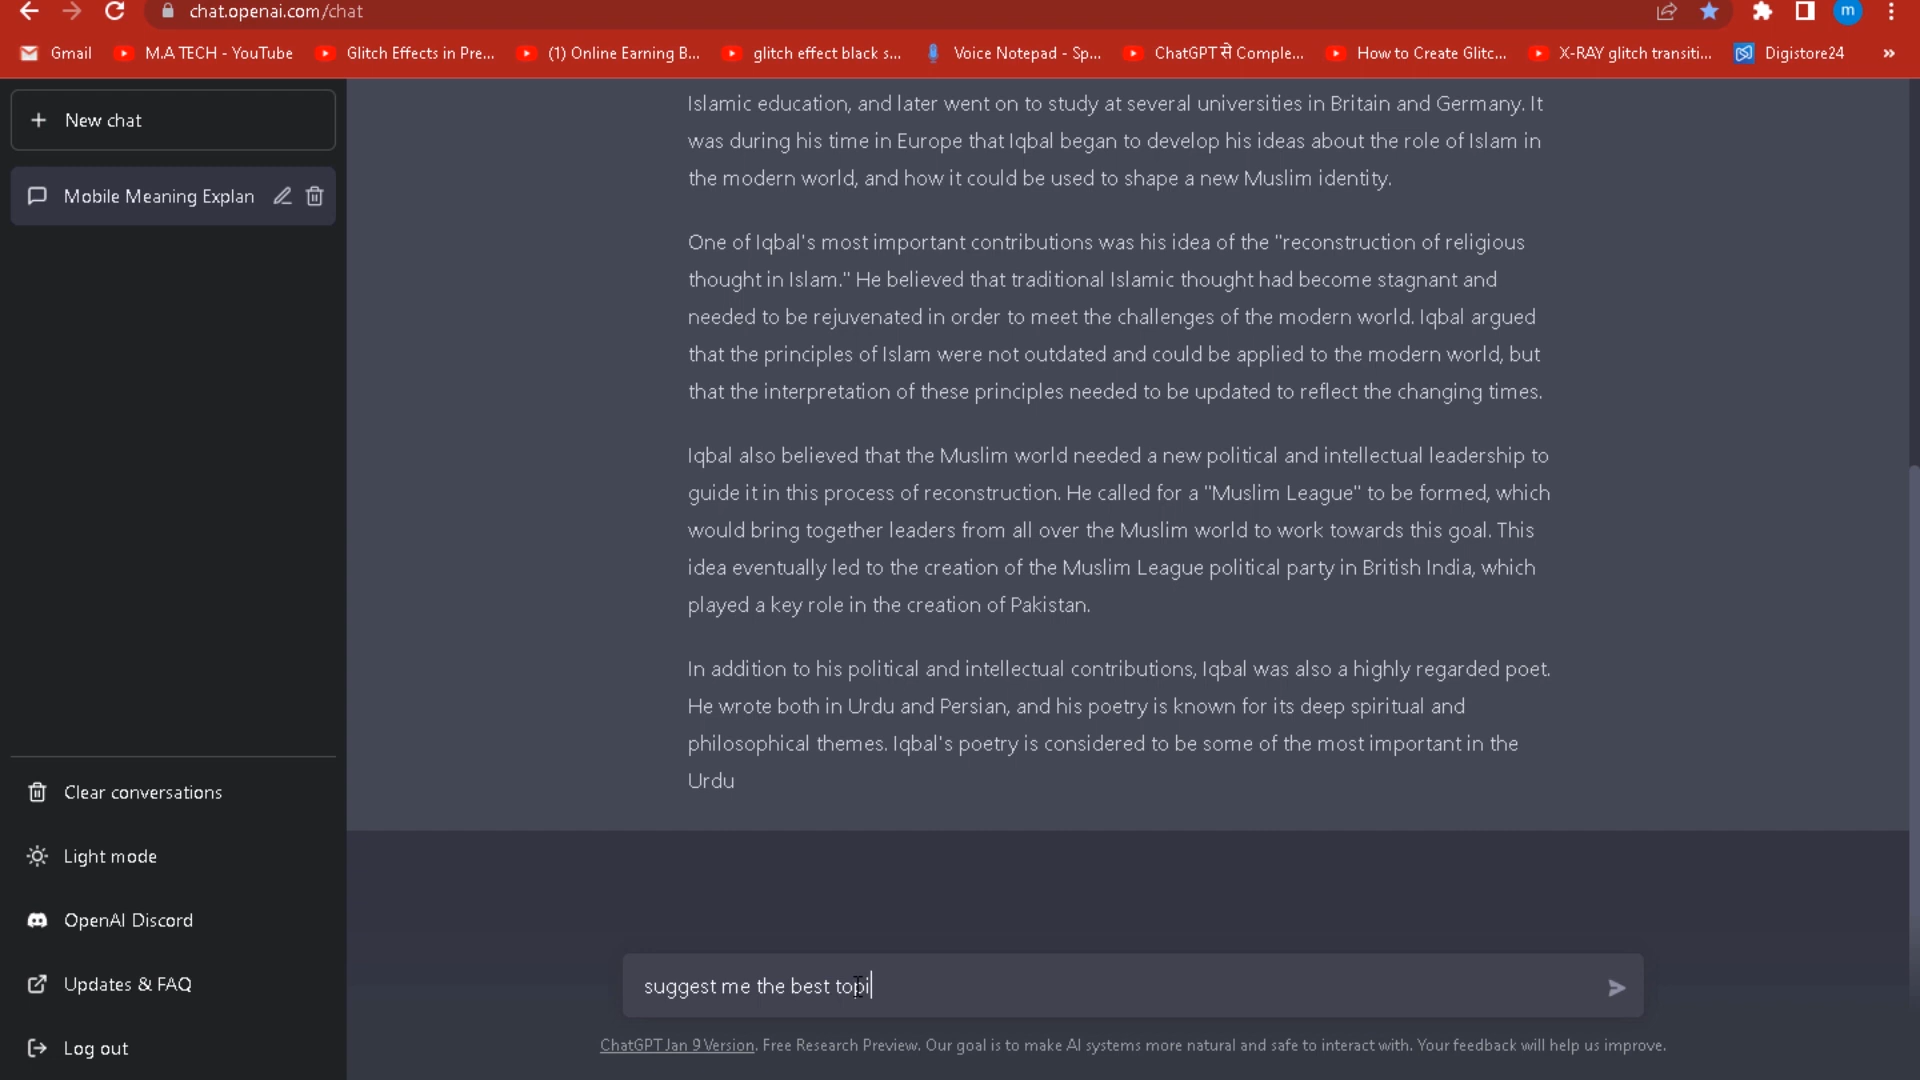 chat.openai.com/chat
m
Gmail M.A TECH - YouTube Glitch Effects in Pre... (1) Online Earning B... glitch effect black s... Voice Notepad - Sp... ChatGPT से Comple... How to Create Glitc... X-RAY glitch transiti... Digistore24 »
New chat
Mobile Meaning Explan
Islamic education, and later went on to study at several universities in Britain and Germany. It
was during his time in Europe that Iqbal began to develop his ideas about the role of Islam in
the modern world, and how it could be used to shape a new Muslim identity.
One of Iqbal's most important contributions was his idea of the "reconstruction of religious
thought in Islam." He believed that traditional Islamic thought had become stagnant and
needed to be rejuvenated in order to meet the challenges of the modern world. Iqbal argued
that the principles of Islam were not outdated and could be applied to the modern world, but
that the interpretation of these principles needed to be updated to reflect the changing times.
Iqbal also believed that the Muslim world needed a new political and intellectual leadership to
guide it in this process of reconstruction. He called for a "Muslim League" to be formed, which
would bring together leaders from all over the Muslim world to work towards this goal. This
idea eventually led to the creation of the Muslim League political party in British India, which
played a key role in the creation of Pakistan.
In addition to his political and intellectual contributions, Iqbal was also a highly regarded poet.
He wrote both in Urdu and Persian, and his poetry is known for its deep spiritual and
philosophical themes. Iqbal's poetry is considered to be some of the most important in the
Urdu
Clear conversations
Light mode
OpenAI Discord
Updates & FAQ
Log out
suggest me the best topi
ChatGPT Jan 9 Version. Free Research Preview. Our goal is to make AI systems more natural and safe to interact with. Your feedback will help us improve.